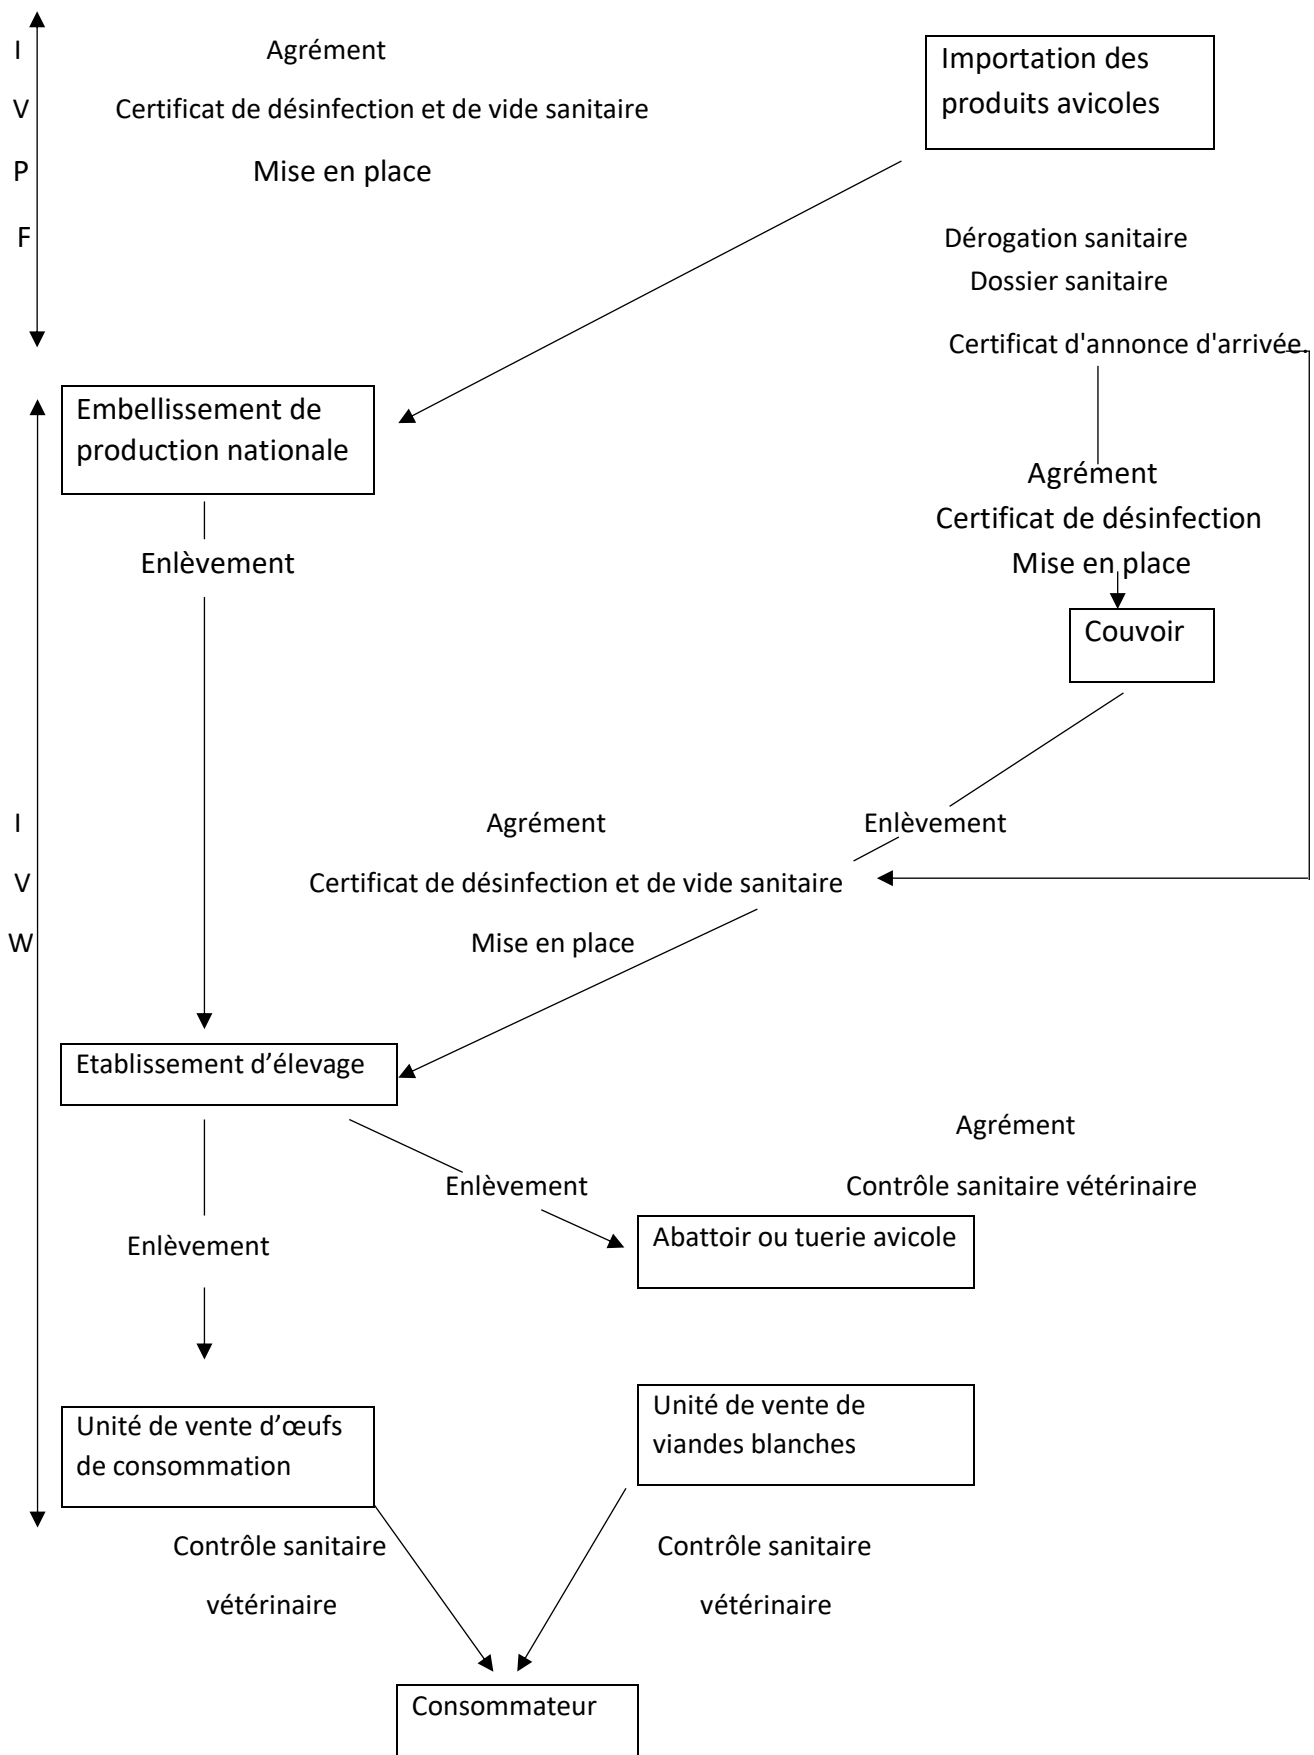 I
Agrément
Importation des
produits avicoles
V
Certificat de désinfection et de vide sanitaire
P
Mise en place
F
Dérogation sanitaire
Dossier sanitaire
Certificat d'annonce d'arrivée.
Embellissement de
production nationale
Agrément
Certificat de désinfection
Enlèvement
Mise en place
Couvoir
I
Agrément
Enlèvement
V
Certificat de désinfection et de vide sanitaire
W
Mise en place
Etablissement d’élevage
Agrément
Enlèvement
Contrôle sanitaire vétérinaire
Enlèvement
Abattoir ou tuerie avicole
Unité de vente d’œufs
de consommation
Unité de vente de
viandes blanches
Contrôle sanitaire
vétérinaire
Contrôle sanitaire
vétérinaire
Consommateur